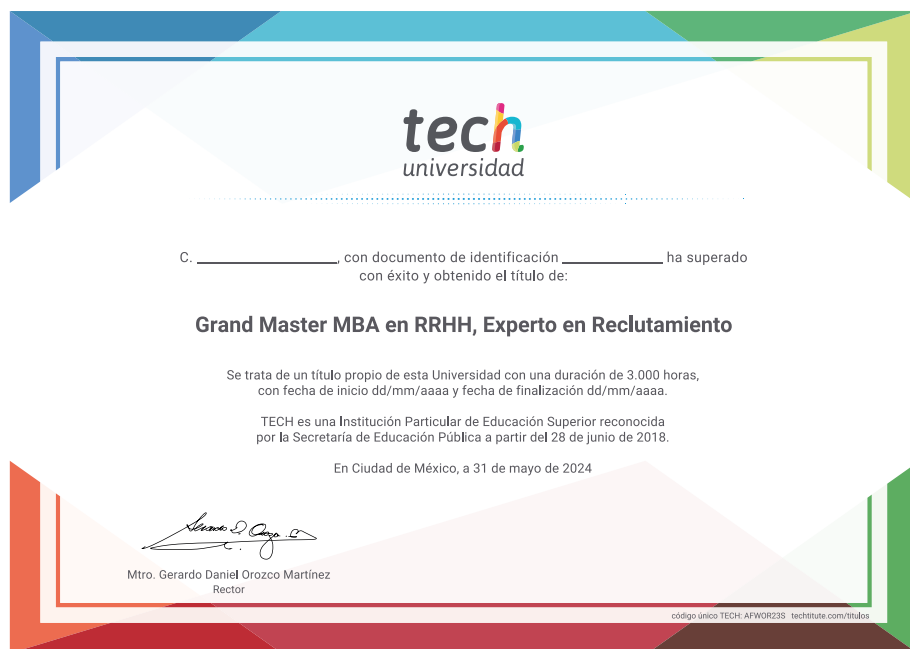 tech
universidad
C. ____________, con documento de identificación ____________ ha superado
con éxito y obtenido el título de:
Grand Master MBA en RRHH, Experto en Reclutamiento
Se trata de un título propio de esta Universidad con una duración de 3.000 horas,
con fecha de inicio dd/mm/aaaa y fecha de finalización dd/mm/aaaa.
TECH es una Institución Particular de Educación Superior reconocida
por la Secretaría de Educación Pública a partir del 28 de junio de 2018.
En Ciudad de México, a 31 de mayo de 2024
Mtro. Gerardo Daniel Orozco Martínez
Rector
código único TECH: AFWOR23S techtitute.com/titulos